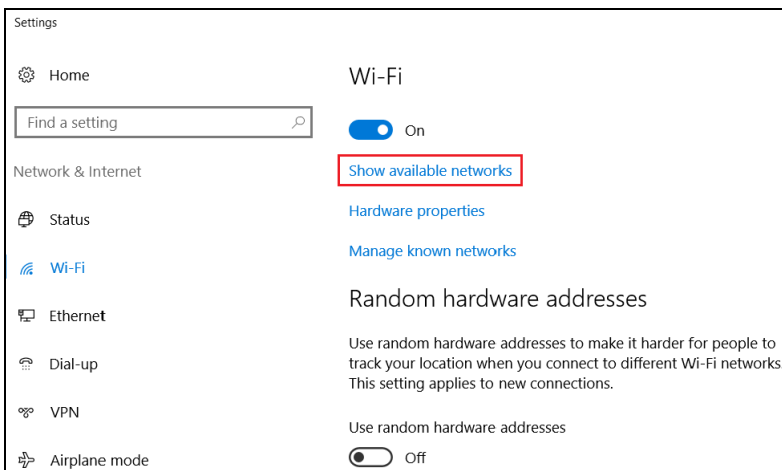 Settings
Home
Find a setting
Network & Internet
Status
Wi-Fi
Ethernet
Dial-up
VPN
Airplane mode
Wi-Fi
On
Show available networks
Hardware properties
Manage known networks
Random hardware addresses
Use random hardware addresses to make it harder for people to
track your location when you connect to different Wi-Fi networks.
This setting applies to new connections.
Use random hardware addresses
Off